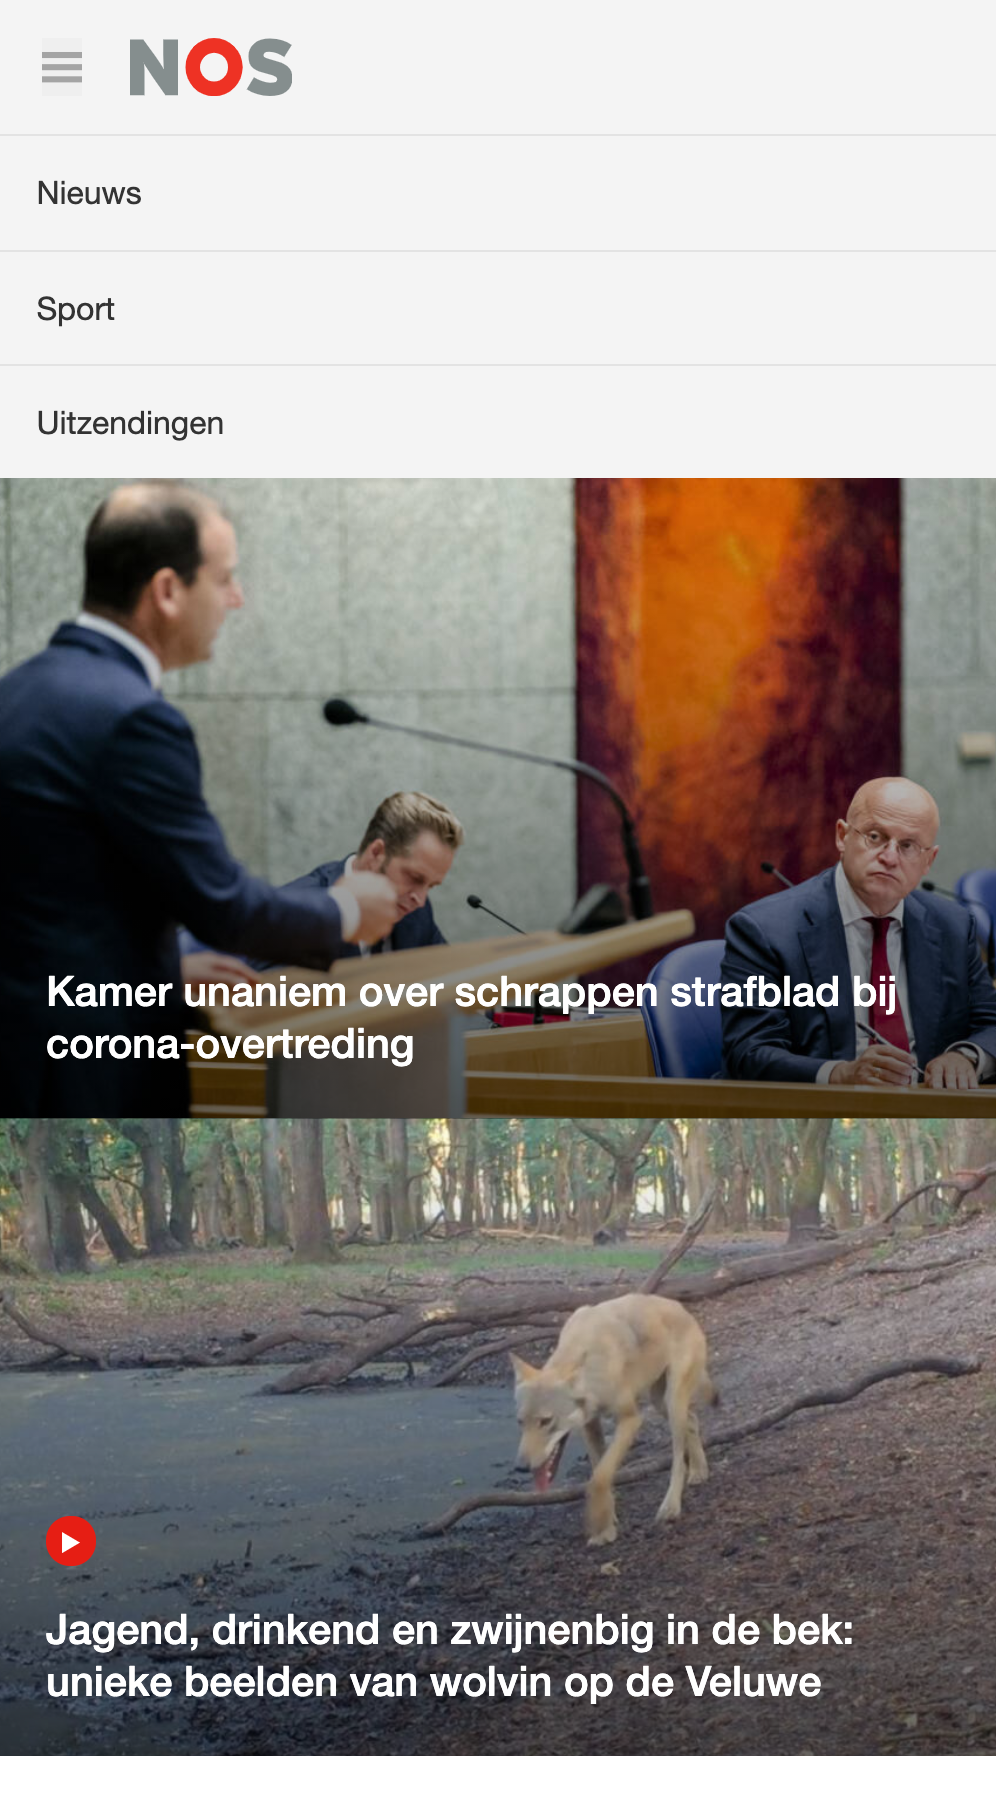 NOS
Nieuws
Sport
Uitzendingen
Kamer unaniem over schrappen strafblad bij
corona-overtreding
Jagend, drinkend en zwijnenbig in de bek:
unieke beelden van wolvin op de Veluwe